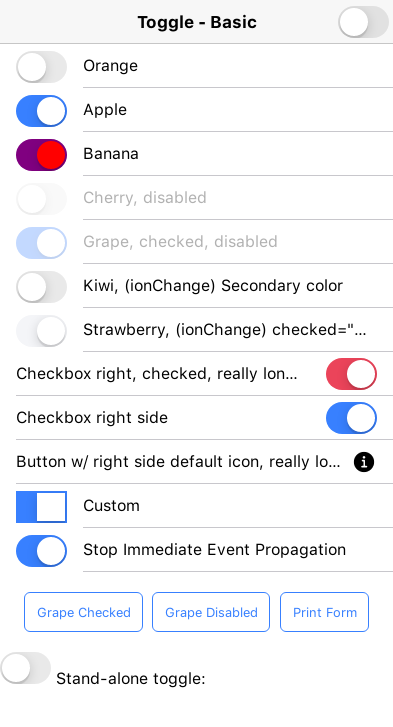 Toggle - Basic
Orange
Apple
Banana
Cherry, disabled
Grape, checked, disabled
Kiwi, (ionChange) Secondary color
Strawberry, (ionChange) checked="...
Checkbox right, checked, really lon...
Checkbox right side
Button w/ right side default icon, really lo...
Custom
Stop Immediate Event Propagation
Grape Checked Grape Disabled Print Form
Stand-alone toggle: